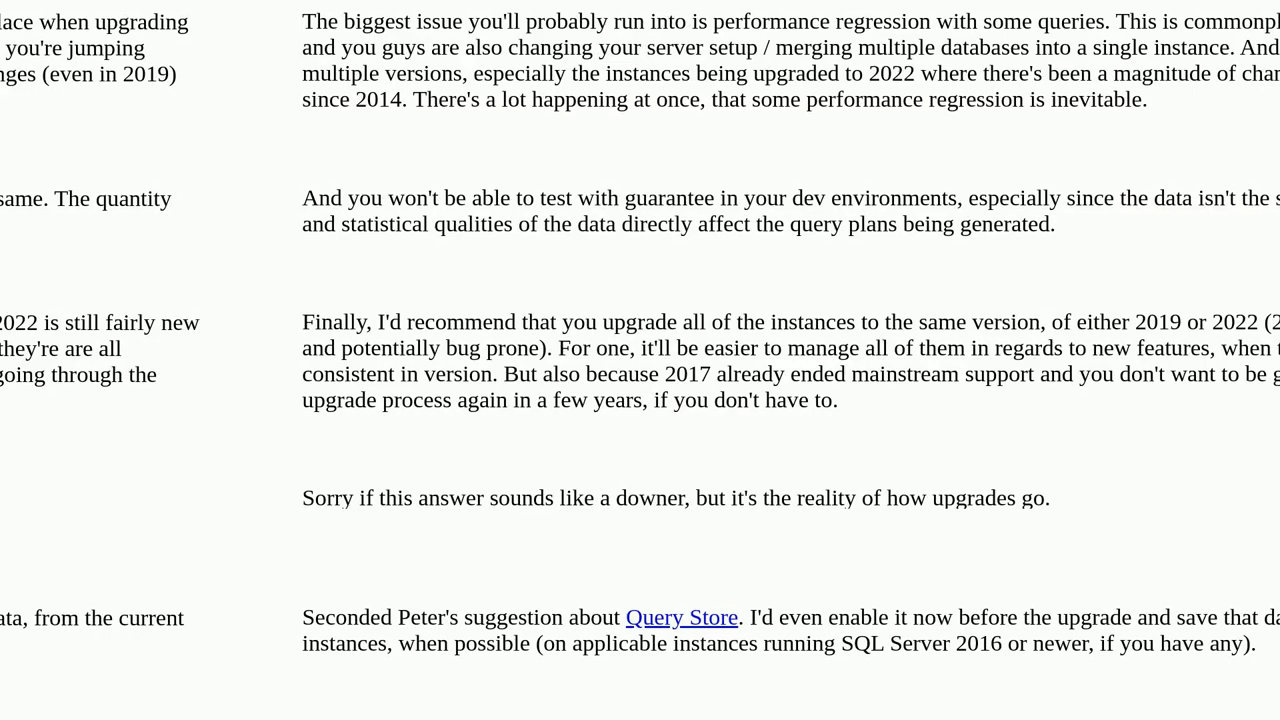 The biggest issue you'll probably run into is performance regression with some queries. This is
and you guys are also changing your server setup / merging multiple databases into a single instance. And
multiple versions, especially the instances being upgraded to 2022 where there's been a magnitude of
since 2014. There's a lot happening at once, that some performance regression is inevitable.
And you won't be able to test with guarantee in your dev environments, especially since the data isn't the
and statistical qualities of the data directly affect the query plans being generated.
Finally, I'd recommend that you upgrade all of the instances to the same version, of either 2019 or 2022
and potentially bug prone). For one, it'll be easier to manage all of them in regards to new features, when
consistent in version. But also because 2017 already ended mainstream support and you don't want to be
upgrade process again in a few years, if you don't have to.
Sorry if this answer sounds like a downer, but it's the reality of how upgrades go.
Seconded Peter's suggestion about Query Store. I'd even enable it now before the upgrade and save that
instances, when possible (on applicable instances running SQL Server 2016 or newer, if you have any).
when upgrading
you're jumping
(even in 2019)
same. The quantity
2022 is still fairly new
they're are all
going through the
from the current